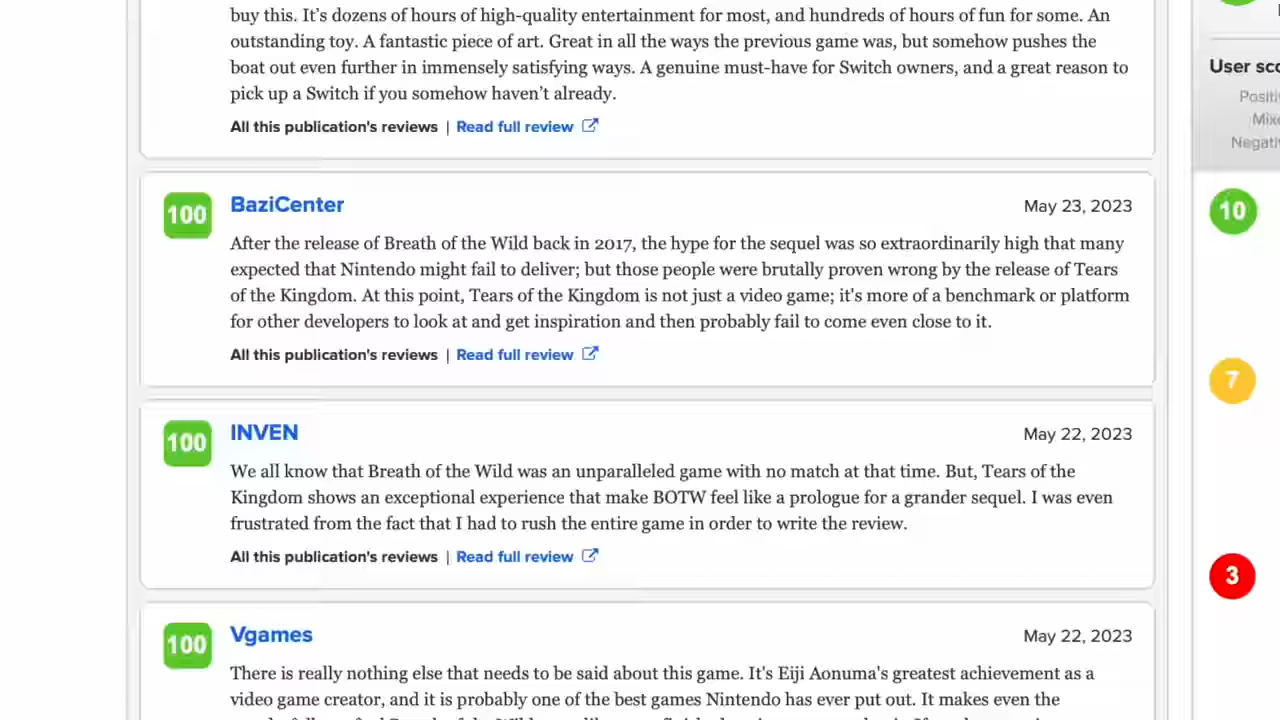 buy this. It’s dozens of hours of high-quality entertainment for most, and hundreds of hours of fun for some. An
outstanding toy. A fantastic piece of art. Great in all the ways the previous game was, but somehow pushes the
boat out even further in immensely satisfying ways. A genuine must-have for Switch owners, and a great reason to
pick up a Switch if you somehow haven’t already.
All this publication's reviews | Read full review
100
BaziCenter
May 23, 2023
After the release of Breath of the Wild back in 2017, the hype for the sequel was so extraordinarily high that many
expected that Nintendo might fail to deliver; but those people were brutally proven wrong by the release of Tears
of the Kingdom. At this point, Tears of the Kingdom is not just a video game; it's more of a benchmark or platform
for other developers to look at and get inspiration and then probably fail to come even close to it.
All this publication's reviews | Read full review
100
INVEN
May 22, 2023
We all know that Breath of the Wild was an unparalleled game with no match at that time. But, Tears of the
Kingdom shows an exceptional experience that make BOTW feel like a prologue for a grander sequel. I was even
frustrated from the fact that I had to rush the entire game in order to write the review.
All this publication's reviews | Read full review
100
Vgames
May 22, 2023
There is really nothing else that needs to be said about this game. It's Eiji Aonuma's greatest achievement as a
video game creator, and it is probably one of the best games Nintendo has ever put out. It makes even the
User sco
Positi
Mixe
Negati
10
7
3